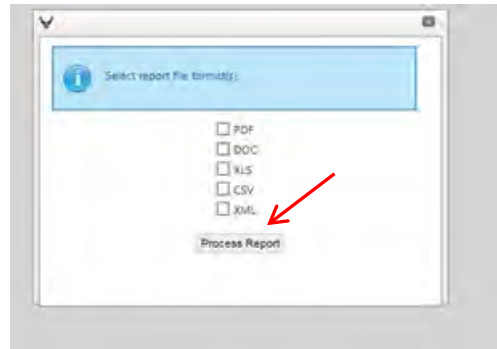 Select report file format(s):
PDF
DOC
XLS
CSV
XML
Process Report